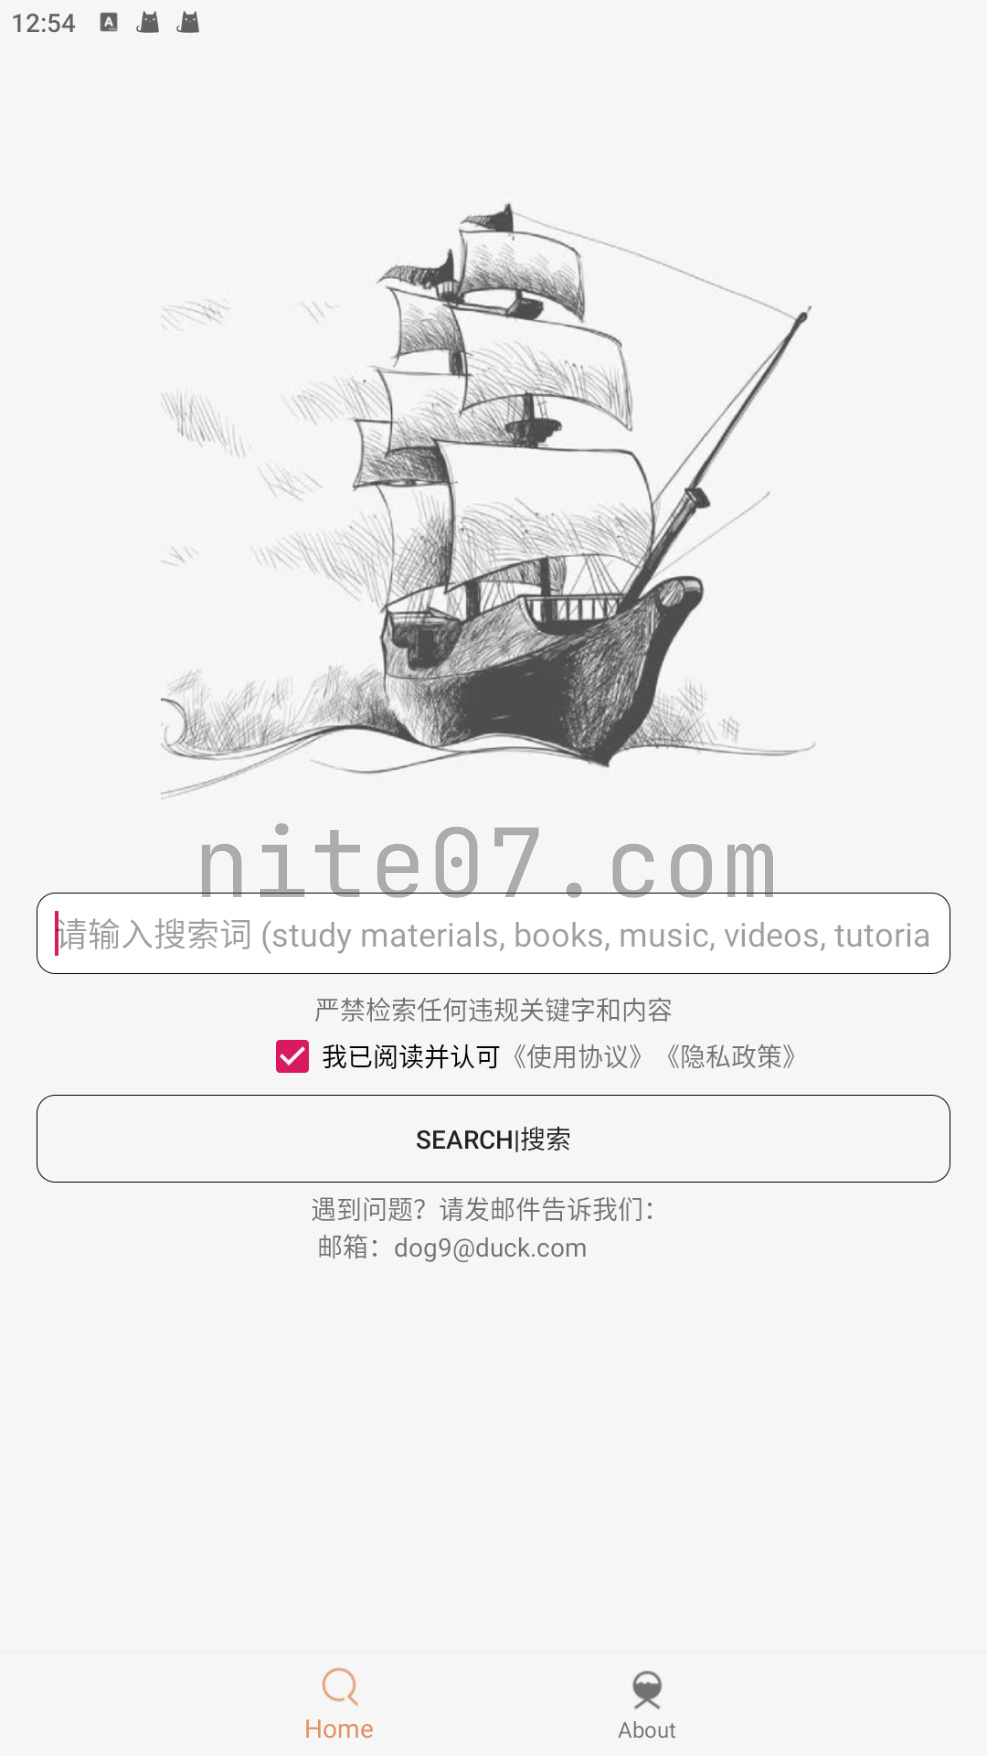 12:54
nite07.com
请输入搜索词 (study materials, books, music, videos, tutoria
严禁检索任何违规关键字和内容
我已阅读并认可《使用协议》《隐私政策》
SEARCH|搜索
遇到问题？请发邮件告诉我们：
邮箱：dog9@duck.com
Home
About